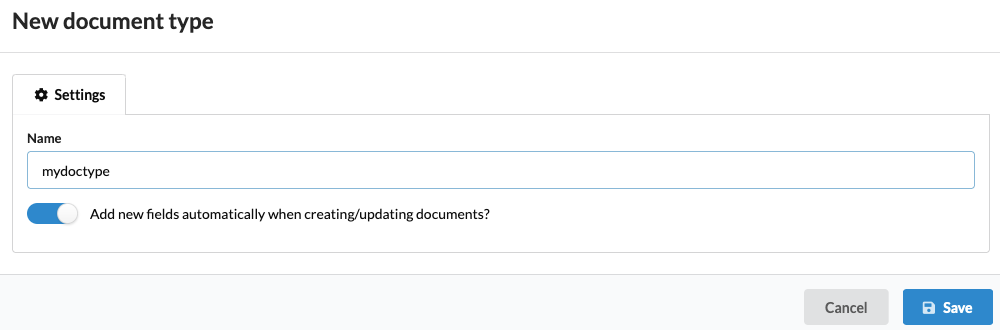 New document type
Settings
Name
mydoctype
Add new fields automatically when creating/updating documents?
Cancel
Save